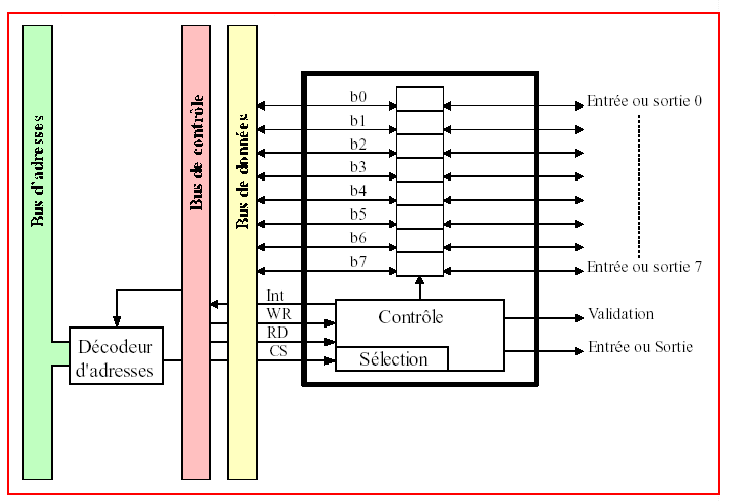 Bus d'adresses
Bus de contrôle
Bus de données
b0
b1
b2
b3
b4
b5
b6
b7
Entrée ou sortie 0
Entrée ou sortie 7
Int
WR
RD
CS
Contrôle
Sélection
Validation
Entrée ou Sortie
Décodeur
d'adresses